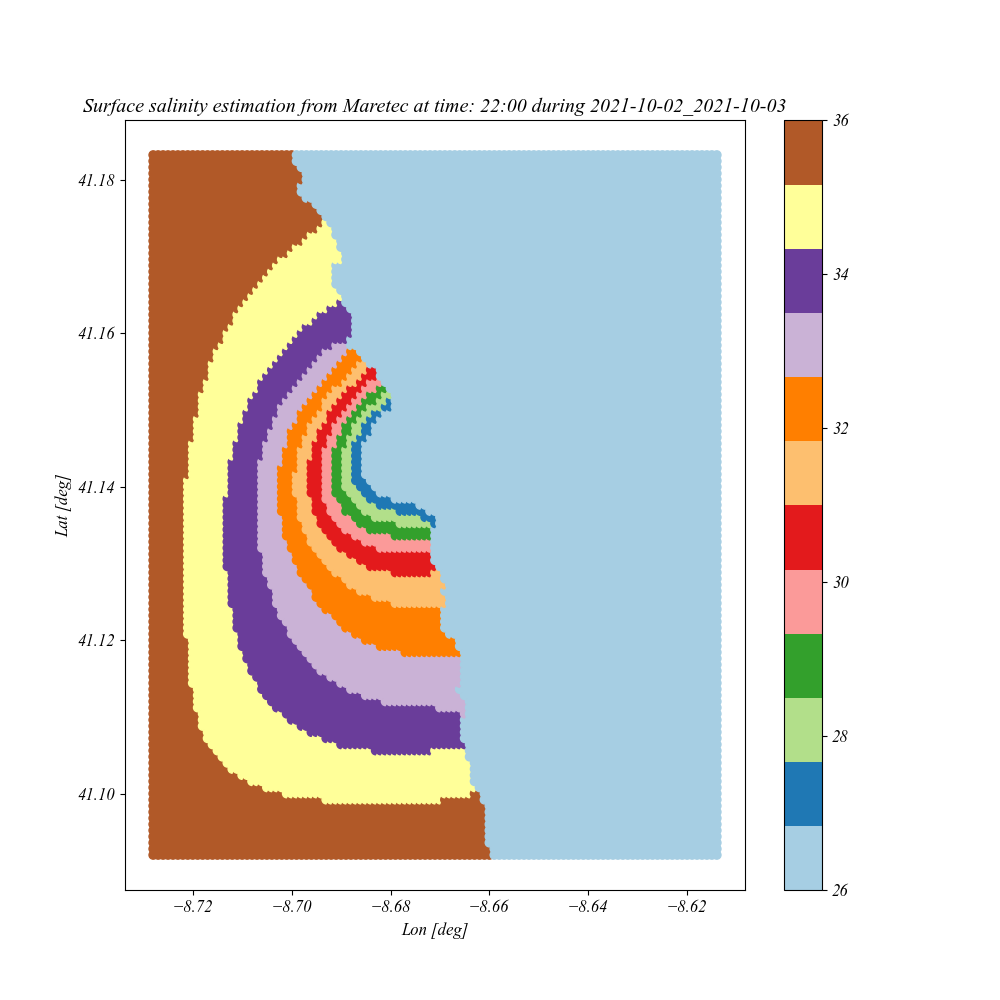 Surface salinity estimation from Maretec at time: 22:00 during 2021-10-02_2021-10-03
36
41.18
34
41.16
32
Lat [deg]
41.14
30
41.12
28
41.10
26
−8.72 −8.70 −8.68 −8.66 −8.64 −8.62
Lon [deg]